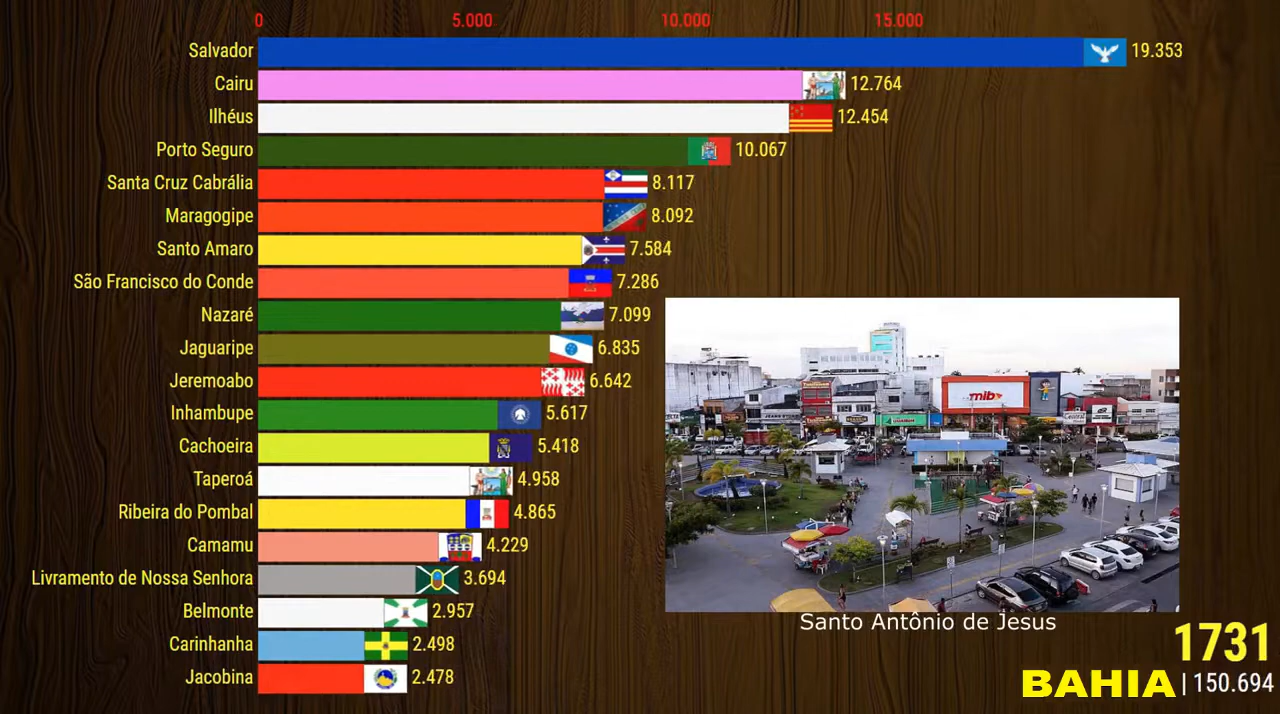 0 5.000 10.000 15.000
Salvador 19.353
Cairu 12.764
Ilhéus 12.454
Porto Seguro 10.067
Santa Cruz Cabrália 8.117
Maragogipe 8.092
Santo Amaro 7.584
São Francisco do Conde 7.286
Nazaré 7.099
Jaguaripe 6.835
Jeremoabo 6.642
Inhambupe 5.617
Cachoeira 5.418
Taperoá 4.958
Ribeira do Pombal 4.865
Camamu 4.229
Livramento de Nossa Senhora 3.694
Belmonte 2.957
Carinhanha 2.498
Jacobina 2.478
mib
Santo Antônio de Jesus
1731
BAHIA | 150.694